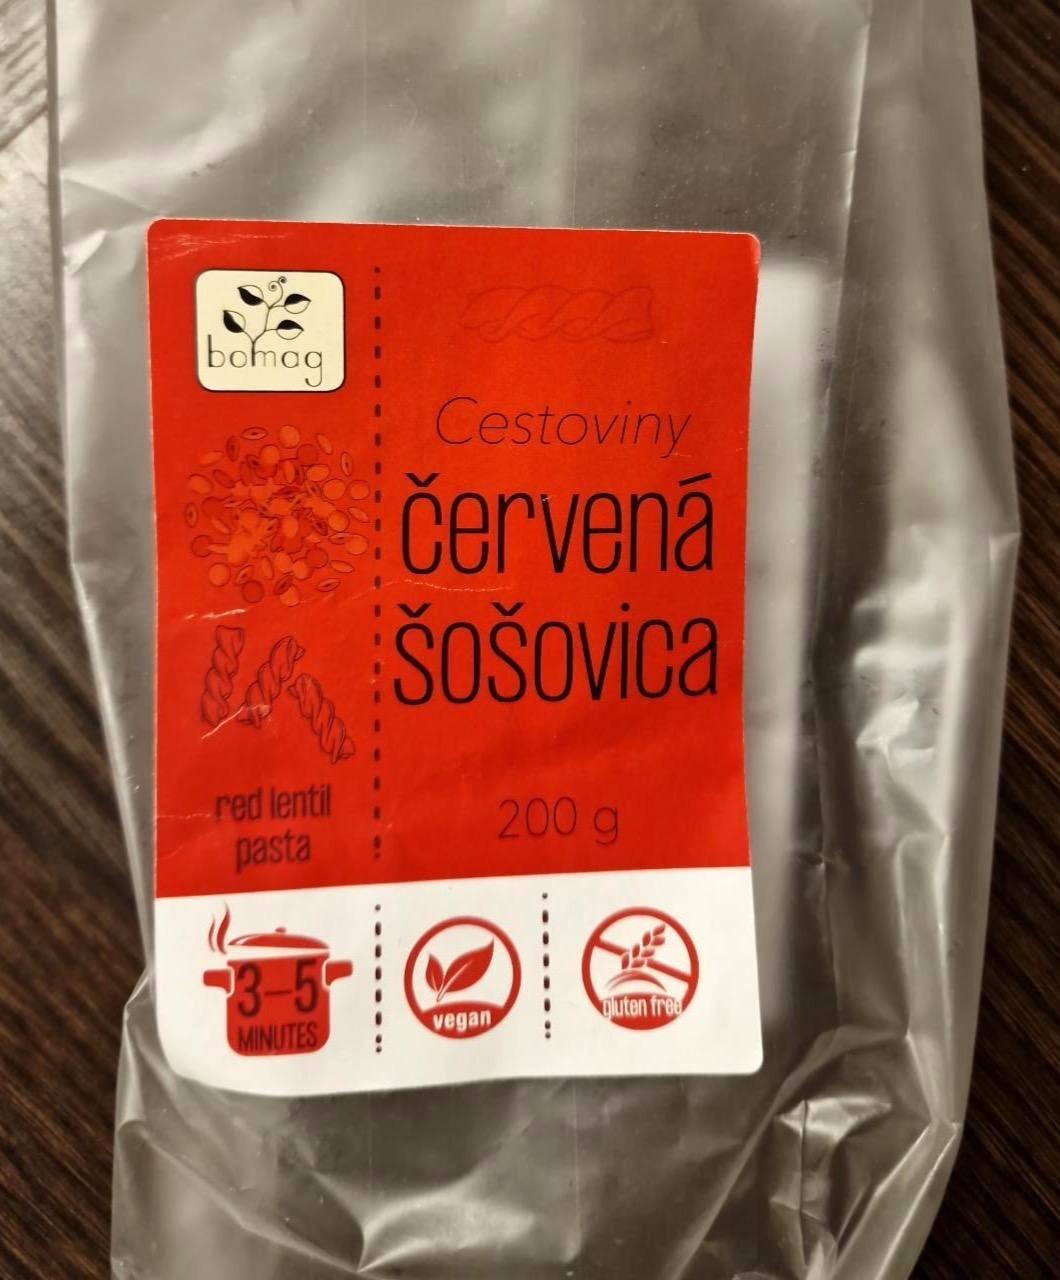 bomag
Cestoviny
červená
šošovica
200 g
red lentil
pasta
3–5
MINUTES
vegan
gluten free